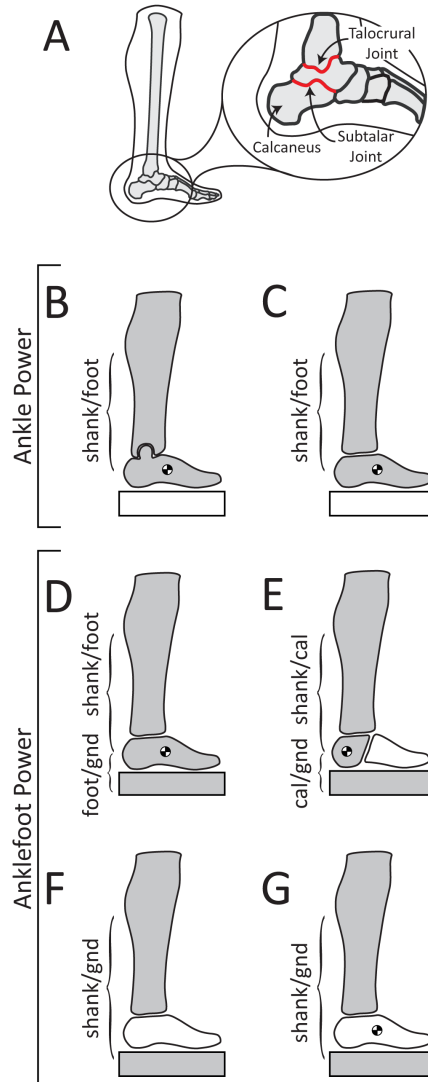 A
Talocrural
Joint
Calcaneus
Subtalar
Joint
Ankle Power
B
shank/foot
C
shank/foot
Anklefoot Power
D
shank/foot
foot/gnd
E
shank/cal
cal/gnd
F
shank/gnd
G
shank/gnd